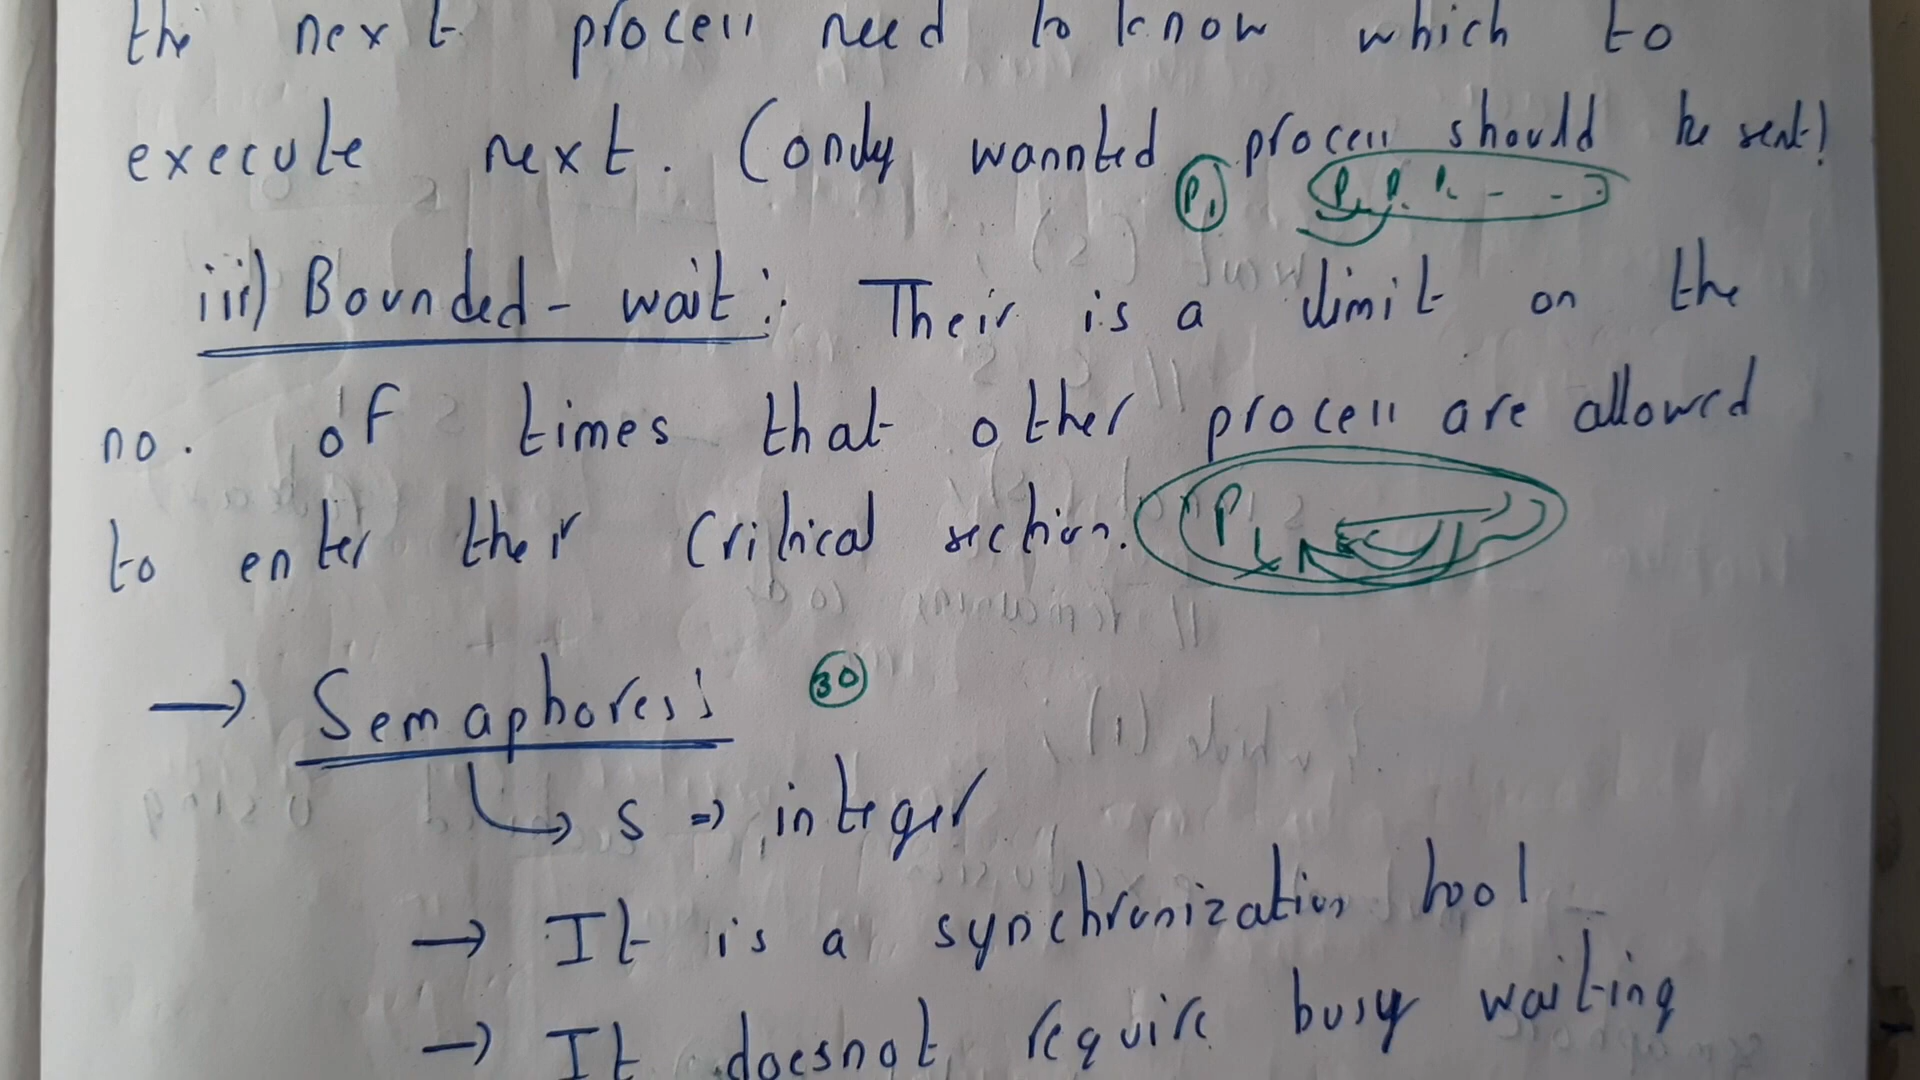 the next process need to know which to
execute next. (ondy wannted process should be sent)
P1
iii) Bounded-wait: Their is a limit on the
no. of times that other process are allowed
to enter their critical section.
→ Semaphores: 30
↳ s => integer
→ It is a synchronization tool
→ It doesnot require busy waiting